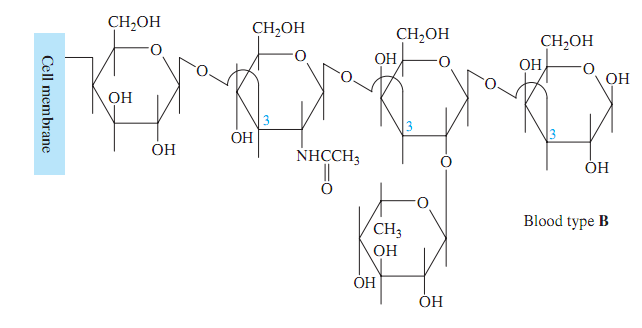 CH₂OH
CH₂OH
CH₂OH
CH₂OH
O
O
OH
O
OH
O
OH
O
O
O
Cell membrane
OH
3
3
3
OH
OH
NHCCH₃
O
O
OH
O
CH₃
OH
Blood type B
OH
OH